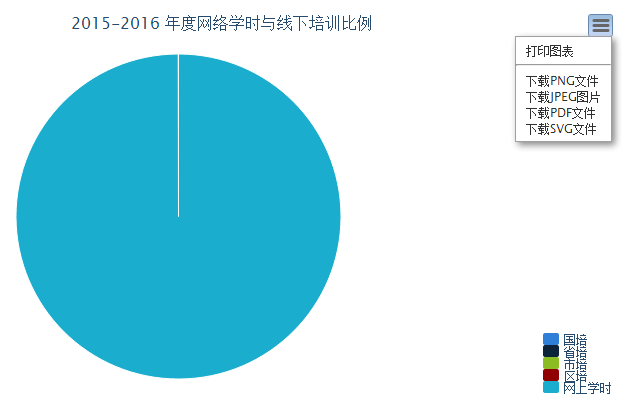 2015-2016 年度网络学时与线下培训比例
打印图表
下载PNG文件
下载JPEG图片
下载PDF文件
下载SVG文件
国培
省培
市培
区培
网上学时